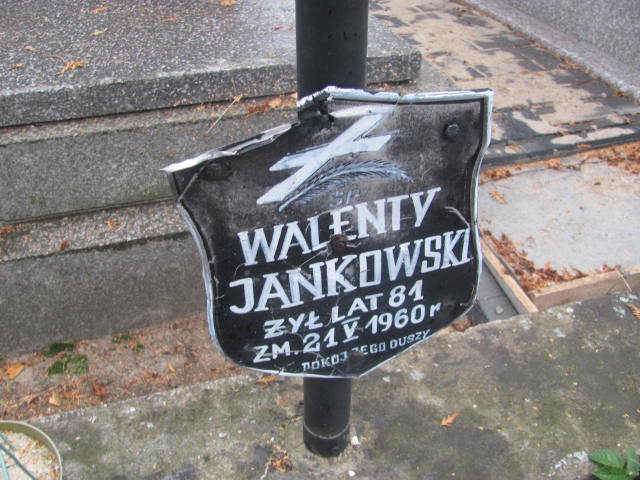 ŚP.
WALENTY
JANKOWSKI
ŻYŁ LAT 81
ZM. 21 V 1960 r
POKÓJ JEGO DUSZY